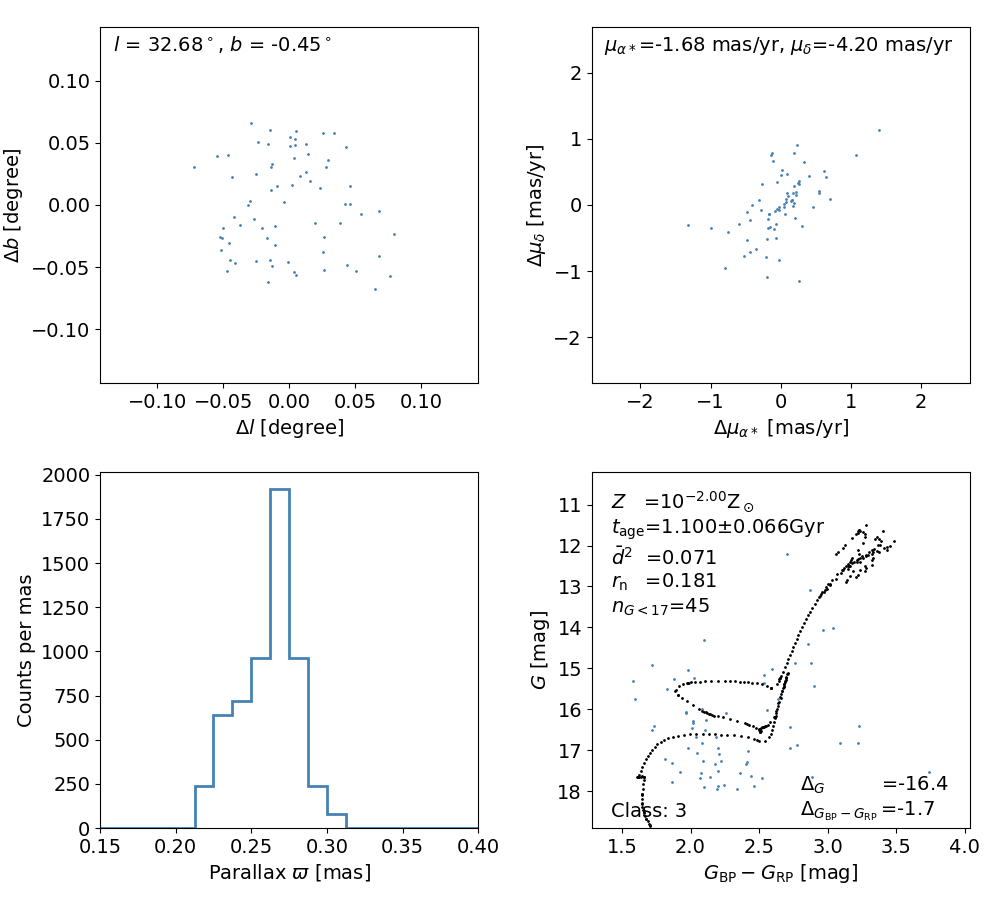 l = 32.68°, b = -0.45°
0.10
0.05
0.00
−0.05
−0.10
Δb [degree]
−0.10 −0.05 0.00 0.05 0.10
Δl [degree]
μα*=-1.68 mas/yr, μδ=-4.20 mas/yr
2
1
0
−1
−2
Δμδ [mas/yr]
−2 −1 0 1 2
Δμα* [mas/yr]
2000
1750
1500
1250
1000
750
500
250
0
Counts per mas
0.15 0.20 0.25 0.30 0.35 0.40
Parallax ϖ [mas]
Z =10^−2.00 Z⊙
tage=1.100±0.066Gyr
d̄² =0.071
rn =0.181
nG<17=45
11
12
13
14
15
16
17
18
G [mag]
ΔG =-16.4
Class: 3
ΔGBP−GRP=-1.7
1.5 2.0 2.5 3.0 3.5 4.0
GBP − GRP [mag]